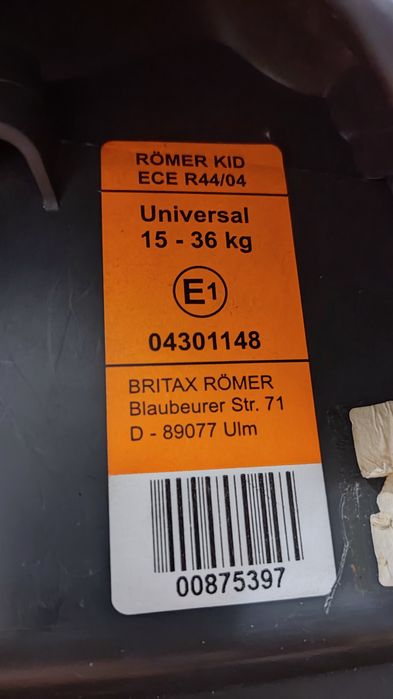 RÖMER KID
ECE R44/04
Universal
15 - 36 kg
E1
04301148
BRITAX RÖMER
Blaubeurer Str. 71
D - 89077 Ulm
00875397